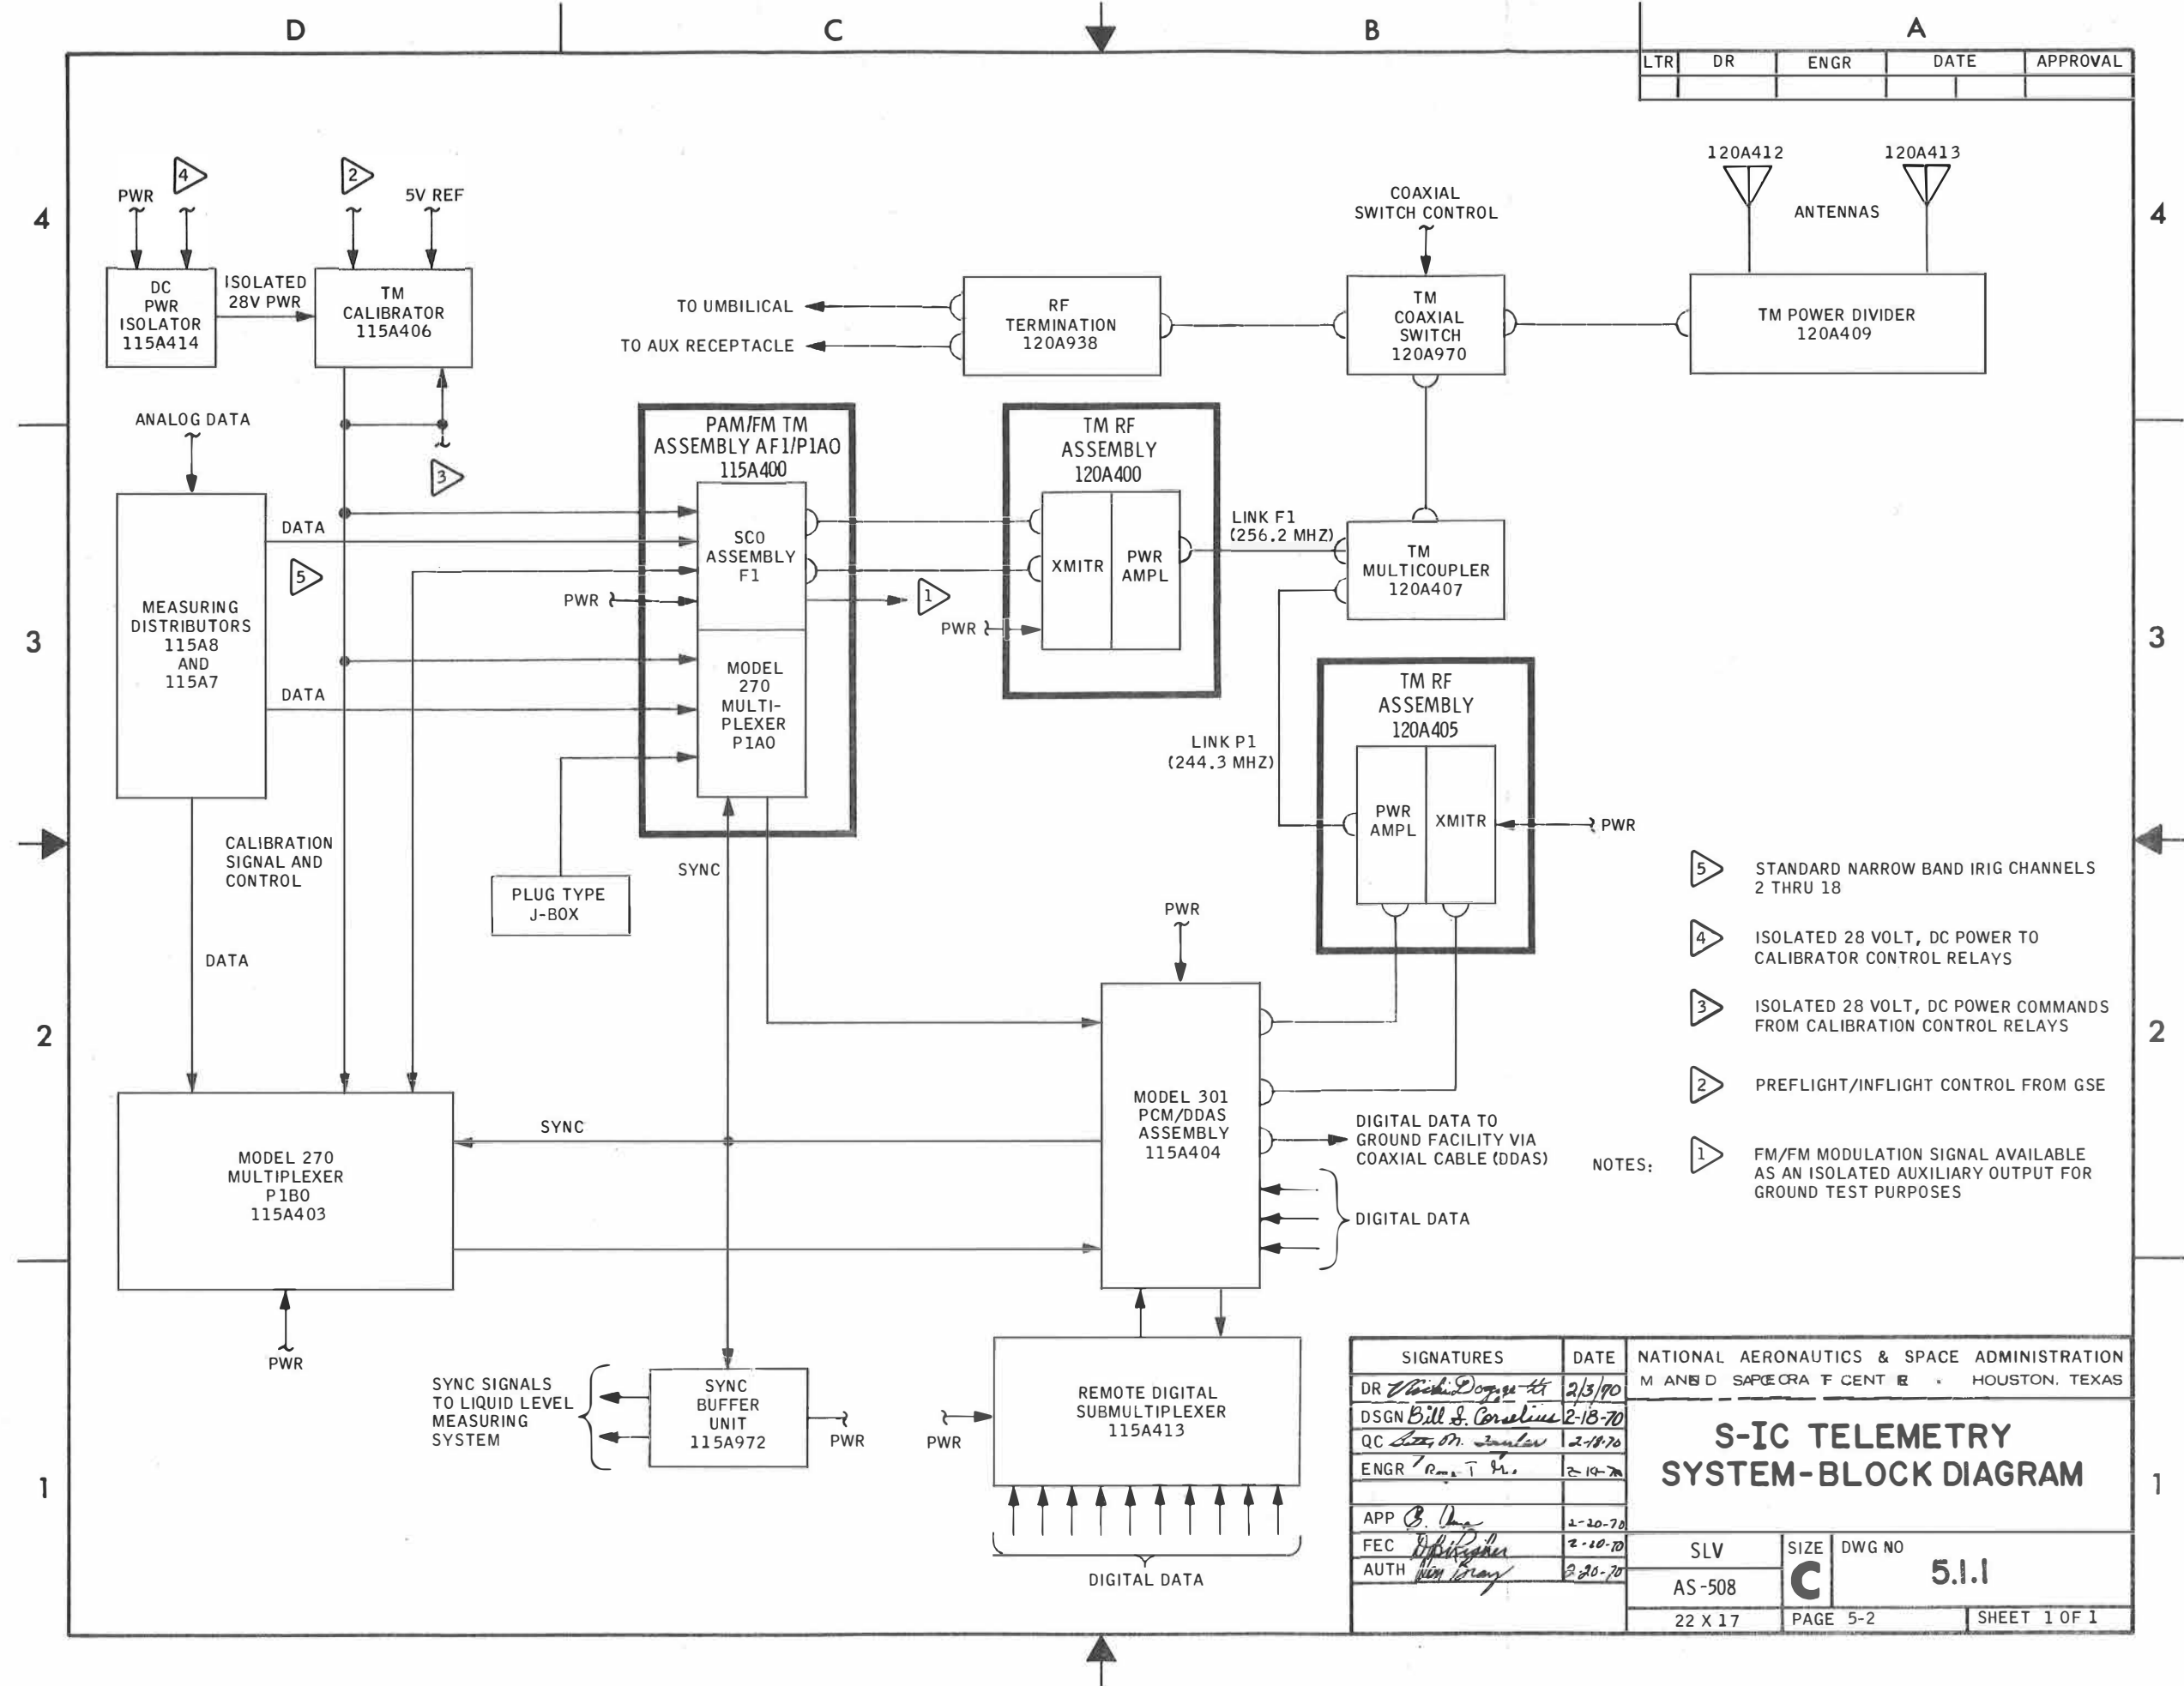 D
C
B
A
LTR DR ENGR DATE APPROVAL
4
4
3
3
2
2
1
1
PWR
4
2
5V REF
DC
PWR
ISOLATOR
115A414
ISOLATED
28V PWR
TM
CALIBRATOR
115A406
TO UMBILICAL
TO AUX RECEPTACLE
RF
TERMINATION
120A938
COAXIAL
SWITCH CONTROL
TM
COAXIAL
SWITCH
120A970
120A412
120A413
ANTENNAS
TM POWER DIVIDER
120A409
ANALOG DATA
3
MEASURING
DISTRIBUTORS
115A8
AND
115A7
DATA
5
DATA
PAM/FM TM
ASSEMBLY AF1/P1A0
115A400
SCO
ASSEMBLY
F1
PWR
MODEL
270
MULTI-
PLEXER
P1A0
1
TM RF
ASSEMBLY
120A400
XMITR
PWR
AMPL
PWR
LINK F1
(256.2 MHZ)
TM
MULTICOUPLER
120A407
LINK P1
(244.3 MHZ)
TM RF
ASSEMBLY
120A405
PWR
AMPL
XMITR
PWR
CALIBRATION
SIGNAL AND
CONTROL
DATA
PLUG TYPE
J-BOX
SYNC
PWR
MODEL 301
PCM/DDAS
ASSEMBLY
115A404
DIGITAL DATA TO
GROUND FACILITY VIA
COAXIAL CABLE (DDAS)
DIGITAL DATA
SYNC
MODEL 270
MULTIPLEXER
P1B0
115A403
PWR
SYNC SIGNALS
TO LIQUID LEVEL
MEASURING
SYSTEM
SYNC
BUFFER
UNIT
115A972
PWR
PWR
REMOTE DIGITAL
SUBMULTIPLEXER
115A413
DIGITAL DATA
5 STANDARD NARROW BAND IRIG CHANNELS
2 THRU 18
4 ISOLATED 28 VOLT, DC POWER TO
CALIBRATOR CONTROL RELAYS
3 ISOLATED 28 VOLT, DC POWER COMMANDS
FROM CALIBRATION CONTROL RELAYS
2 PREFLIGHT/INFLIGHT CONTROL FROM GSE
NOTES: 1 FM/FM MODULATION SIGNAL AVAILABLE
AS AN ISOLATED AUXILIARY OUTPUT FOR
GROUND TEST PURPOSES
SIGNATURES DATE
DR 2/3/70
DSGN Bill S. Cornelius 2-18-70
QC 2-18-70
ENGR
APP 2-20-70
FEC
AUTH 2-20-70
NATIONAL AERONAUTICS & SPACE ADMINISTRATION
HOUSTON, TEXAS
S-IC TELEMETRY
SYSTEM-BLOCK DIAGRAM
SLV
AS-508
22 X 17
SIZE
C
DWG NO
5.1.1
PAGE 5-2
SHEET 1 OF 1